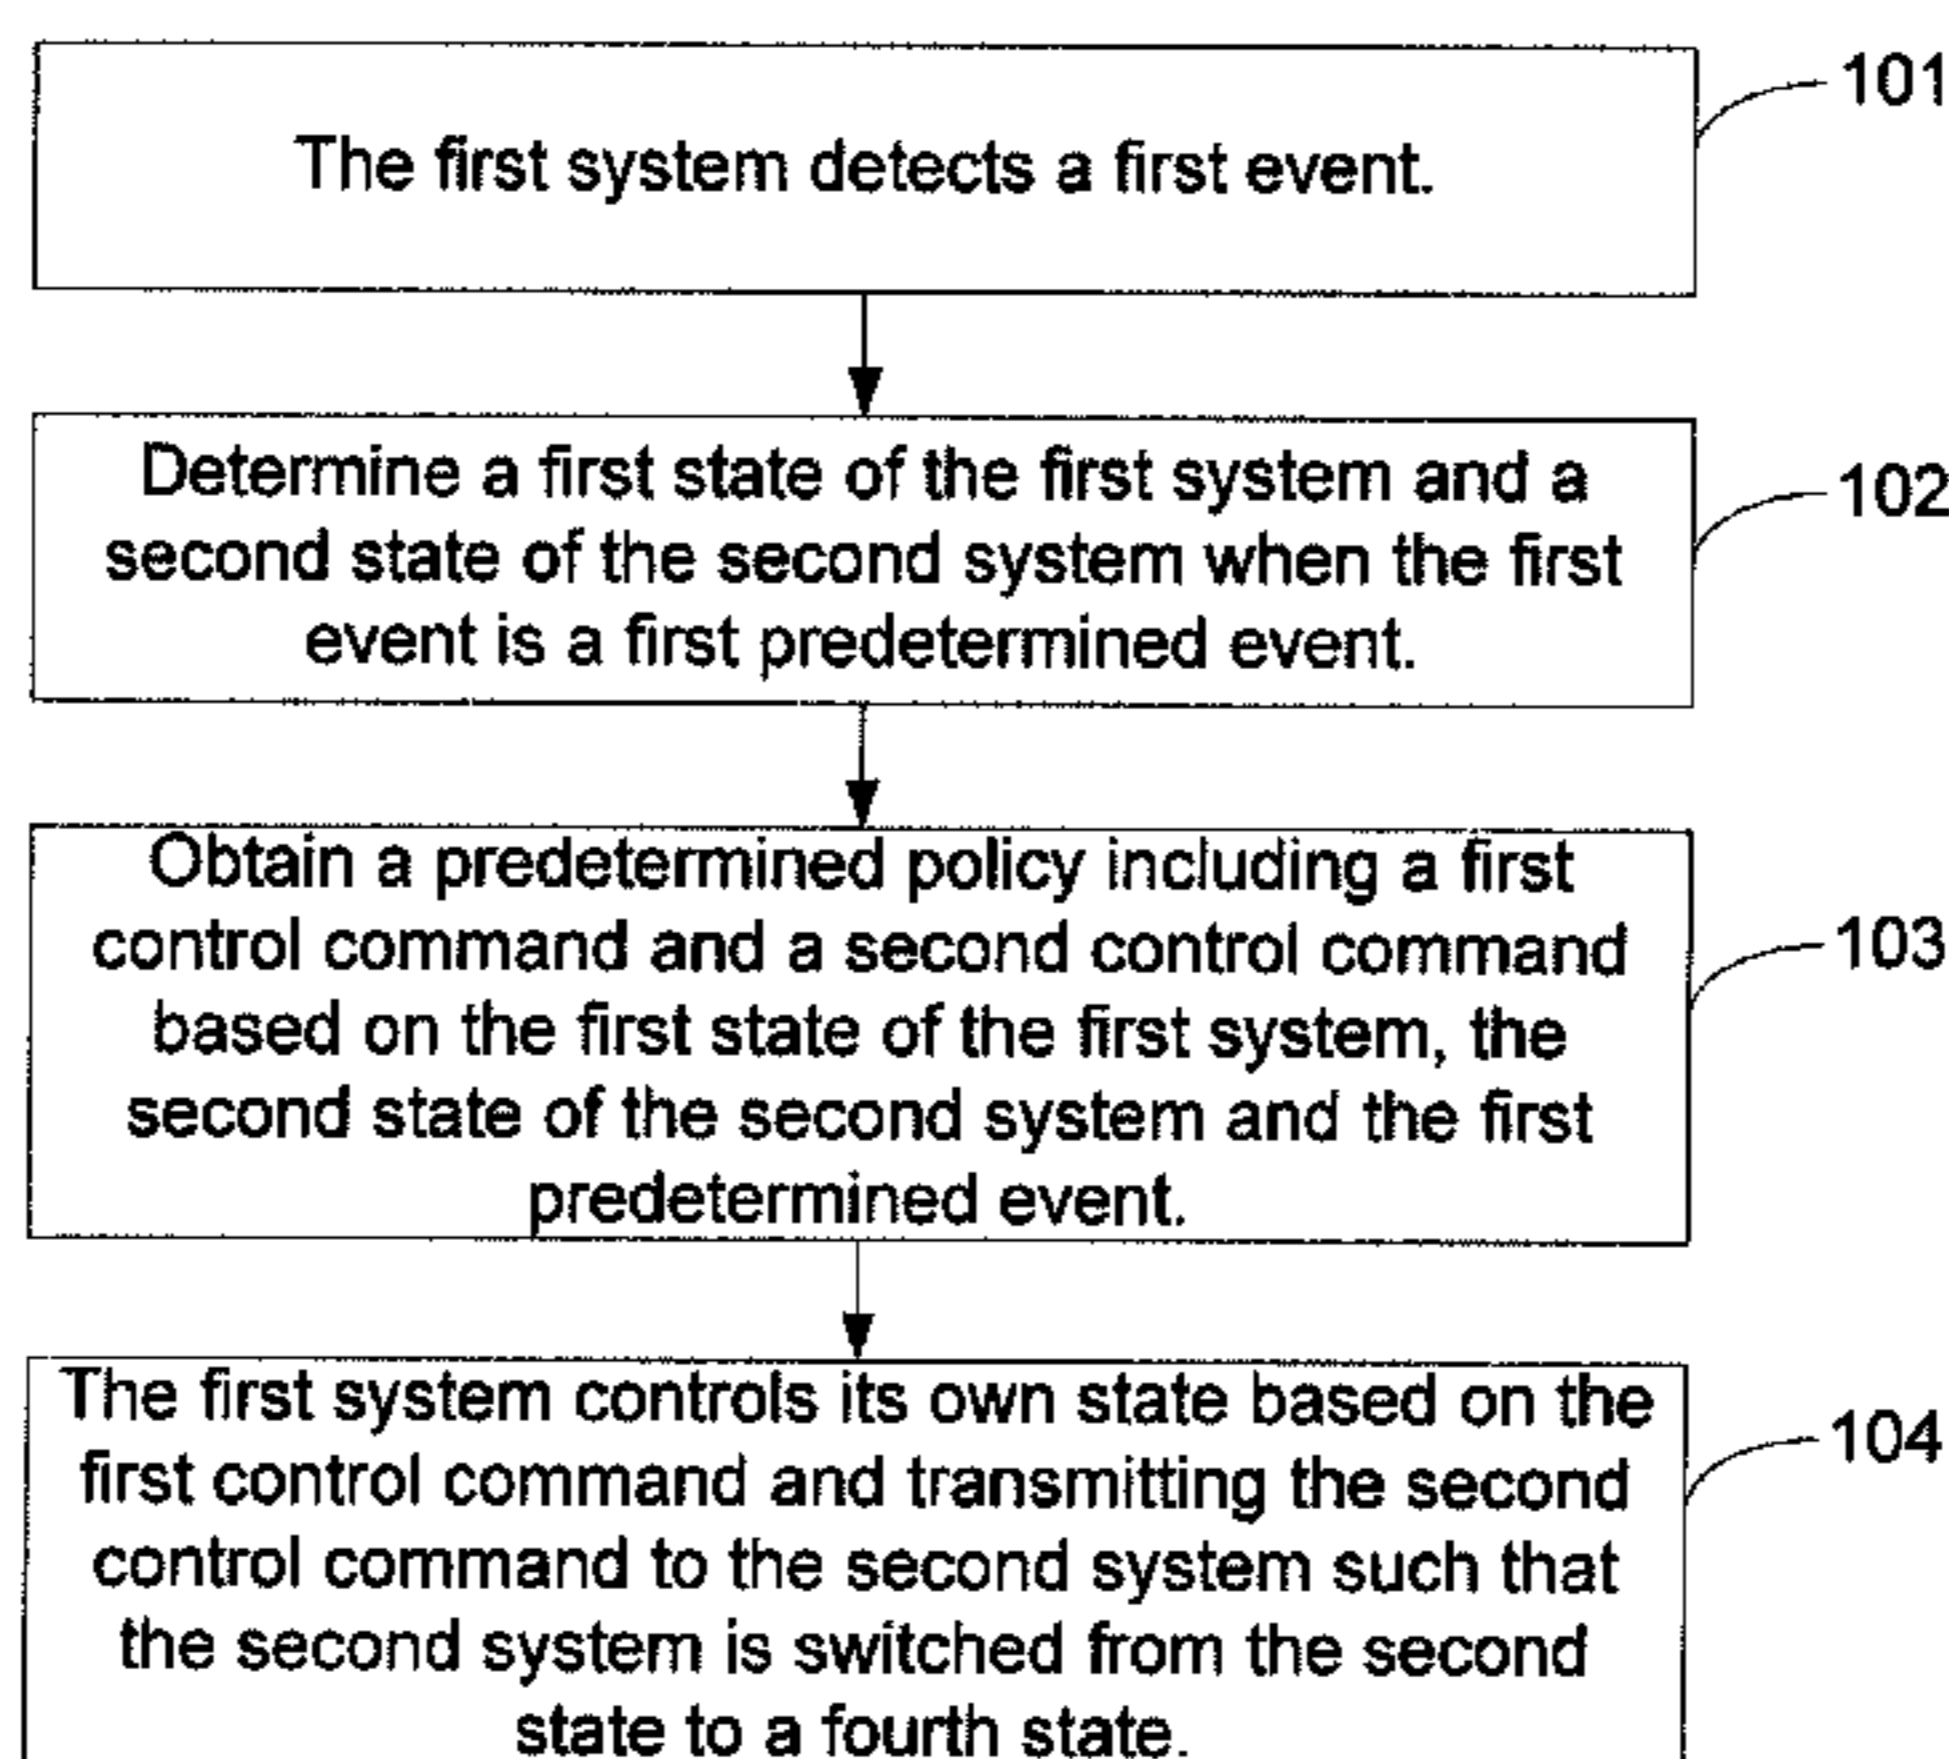 The first system detects a first event.
101
Determine a first state of the first system and a
second state of the second system when the first
event is a first predetermined event.
102
Obtain a predetermined policy including a first
control command and a second control command
based on the first state of the first system, the
second state of the second system and the first
predetermined event.
103
The first system controls its own state based on the
first control command and transmitting the second
control command to the second system such that
the second system is switched from the second
state to a fourth state.
104